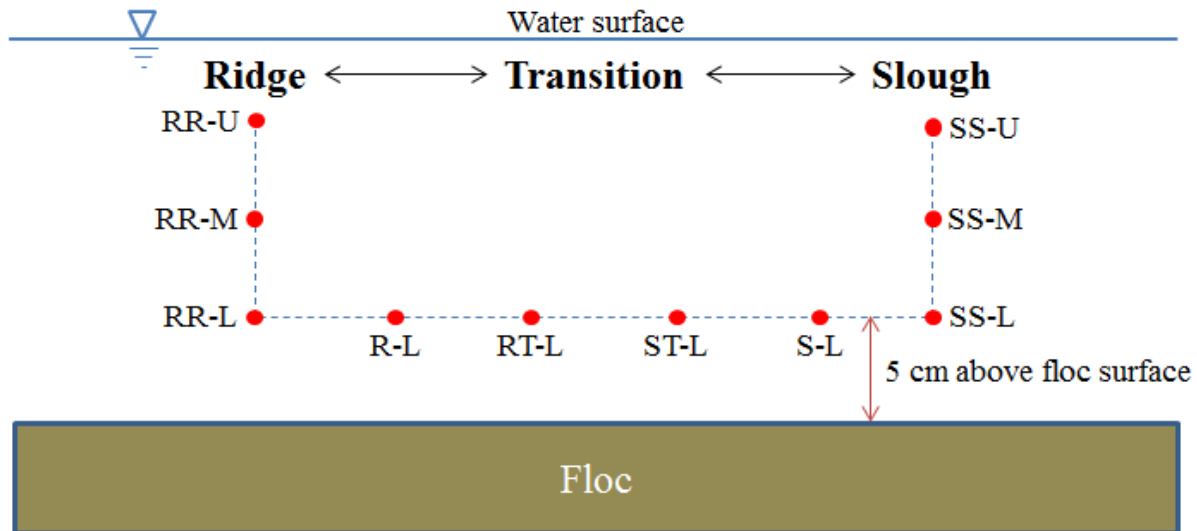 Water surface
Ridge Transition Slough
RR-U SS-U
RR-M SS-M
RR-L SS-L
R-L RT-L ST-L S-L
5 cm above floc surface
Floc